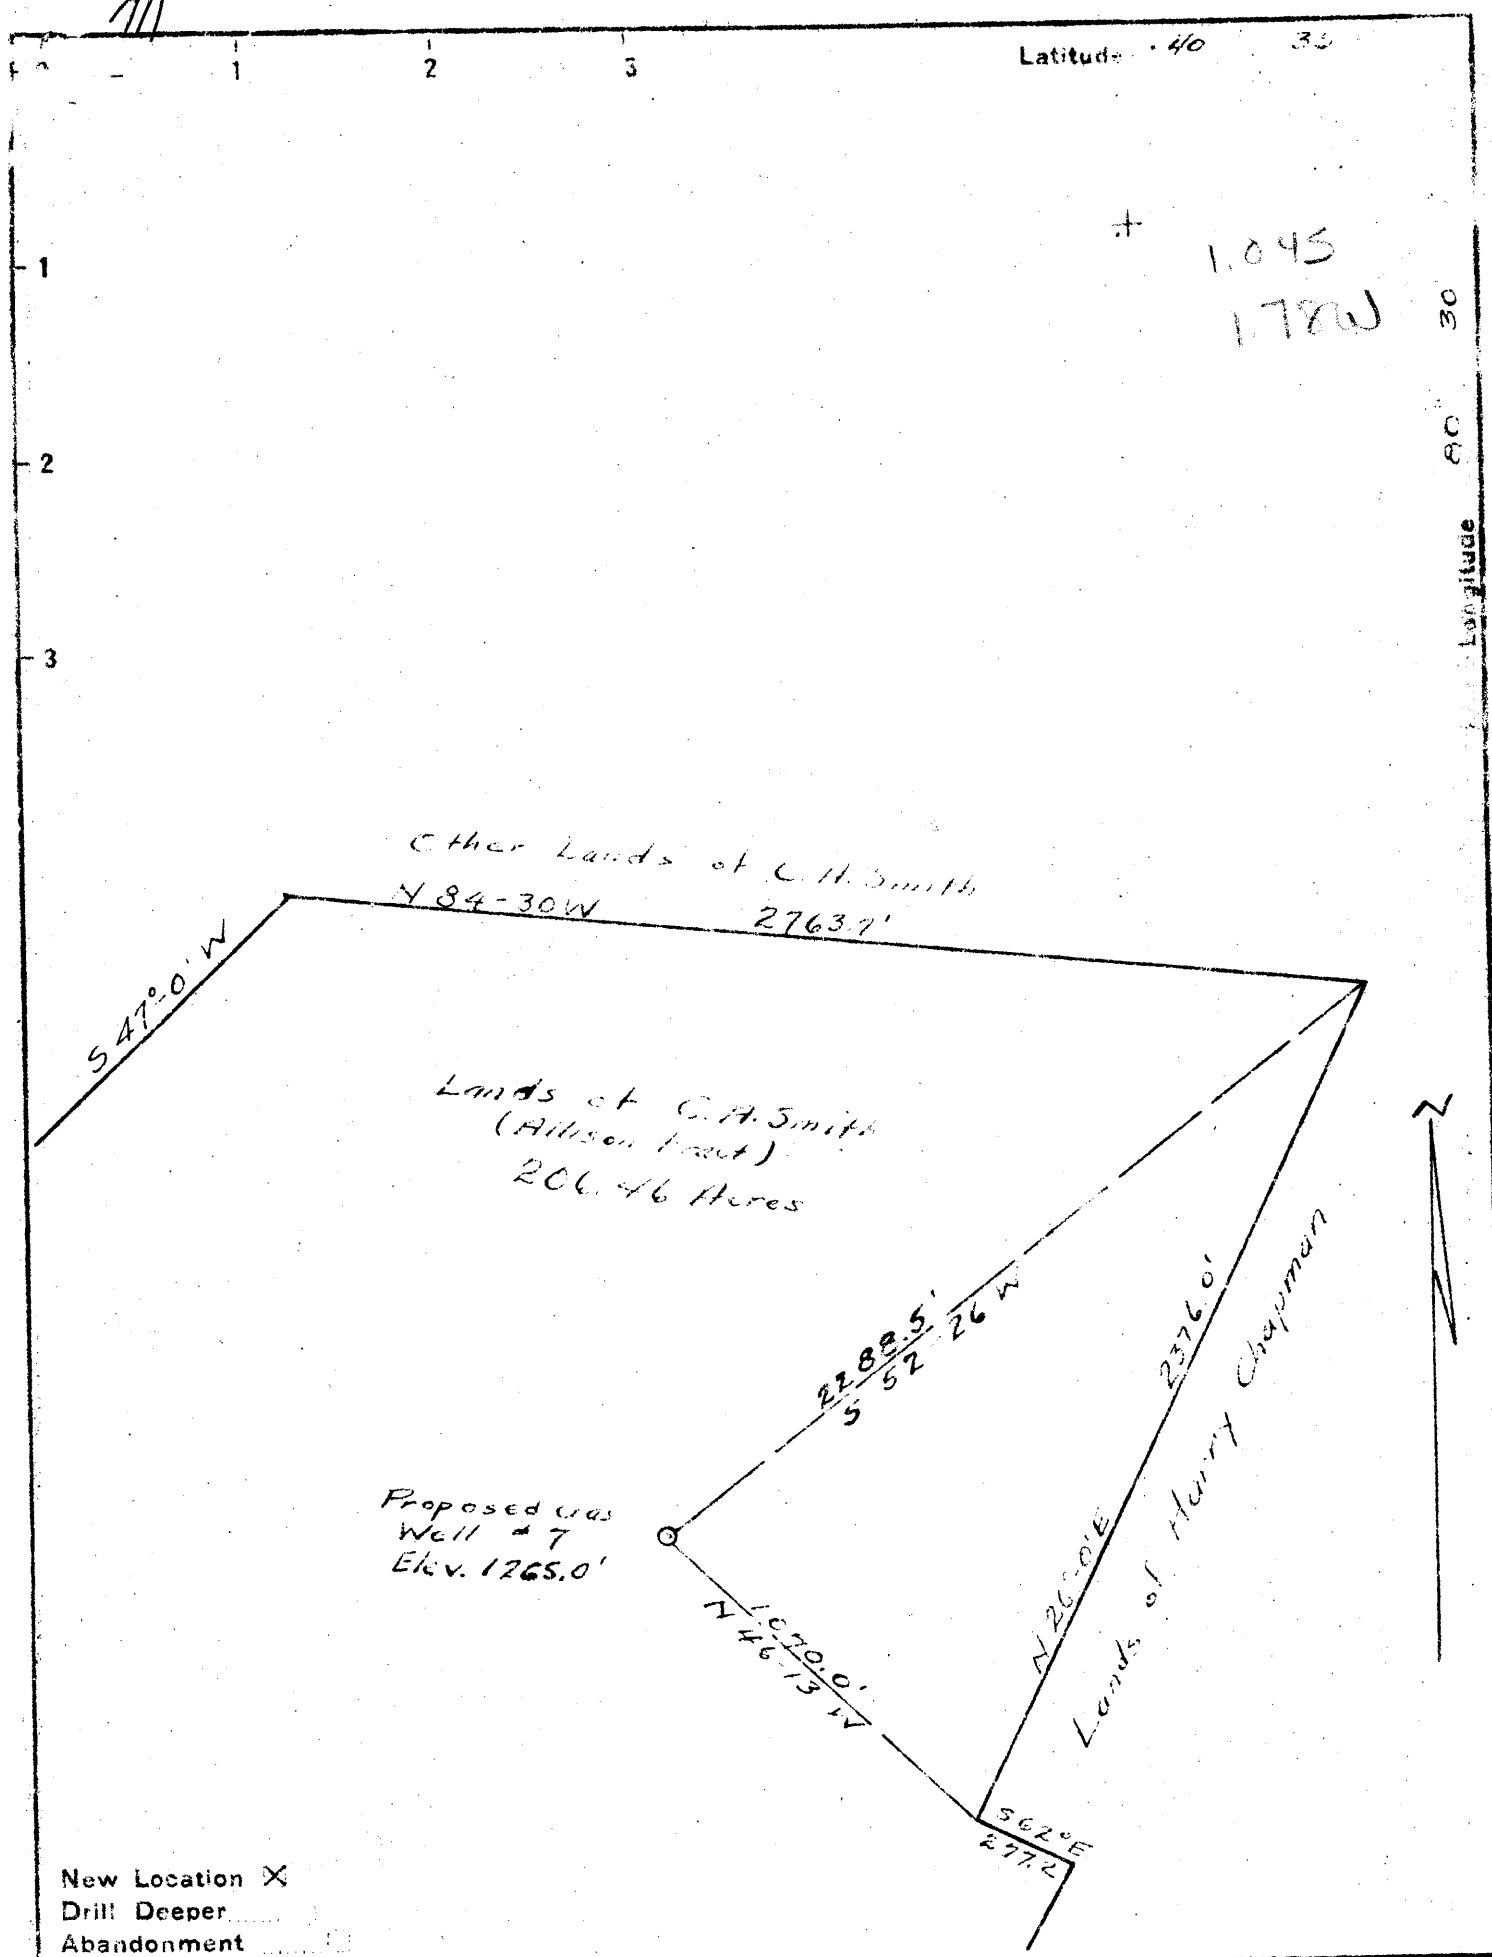 1 2 3
Latitude 40
1
2
3
1.04S
1.78W
80 30
Longitude
Other Lands of C.H. Smith
N 84-30W 2763.7'
S 47°-0' W
Lands of C.H. Smith
(Allison Tract)
206.46 Acres
N
2288.5'
S 52 26 W
2376.0'
N 26-0'E
Lands of Harry Chapman
Proposed Gas
Well # 7
Elev. 1265.0'
1070.0'
N 46-13 W
S 62°E
277.2
New Location X
Drill Deeper
Abandonment